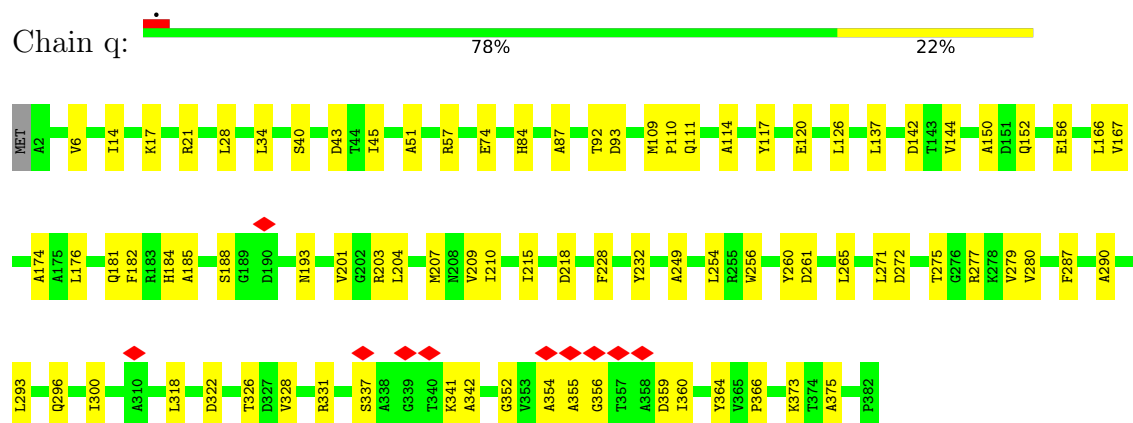 Chain q:
•
78%
22%
MET A2 V6 I14 K17 R21 L28 L34 S40 D43 T44 I45 A51 R57 E74 H84 A87 T92 D93 M109 P110 Q111 A114 Y117 E120 L126 L137 D142 T143 V144 A150 D151 Q152 E156 L166 V167
A174 A175 L176 Q181 F182 R183 H184 A185 S188 G189 D190 N193 V201 G202 R203 L204 M207 N208 V209 I210 I215 D218 F228 Y232 A249 L254 R255 W256 Y260 D261 L265 L271 D272 T275 G276 R277 K278 V279 V280 F287 A290
L293 Q296 I300 A310 L318 D322 T326 D327 V328 R331 S337 A338 G339 T340 K341 A342 G352 V353 A354 A355 G356 T357 A358 D359 I360 Y364 V365 P366 K373 T374 A375 P382